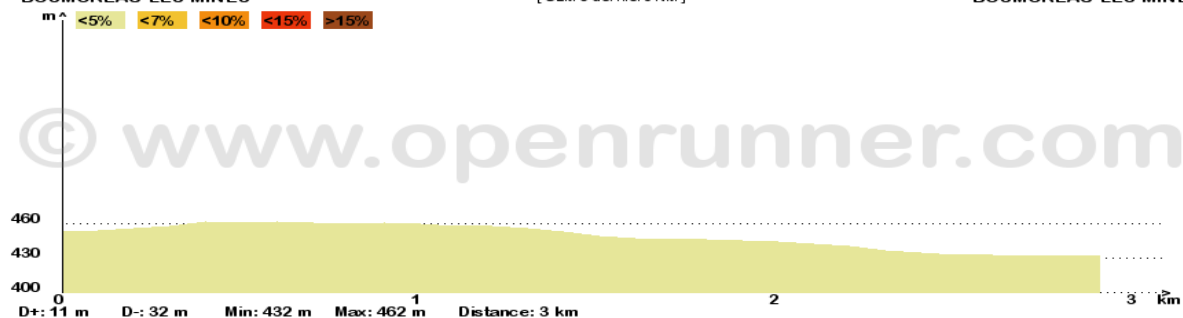 m^ <5% <7% <10% <15% >15%
© www.openrunner.com
460
430
400
0 1 2 3 km
D+: 11 m D-: 32 m Min: 432 m Max: 462 m Distance: 3 km